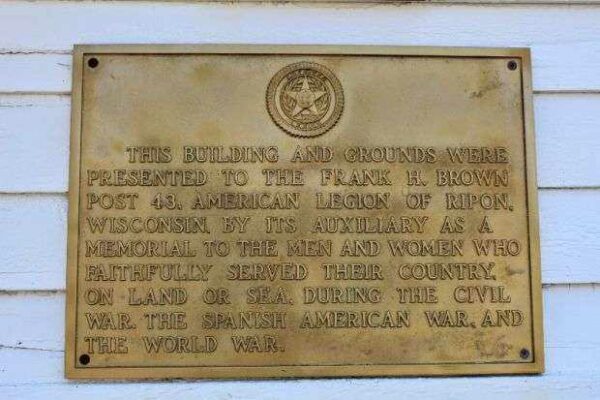 THIS BUILDING AND GROUNDS WERE
PRESENTED TO THE FRANK H. BROWN
POST 43, AMERICAN LEGION OF RIPON,
WISCONSIN, BY ITS AUXILIARY AS A
MEMORIAL TO THE MEN AND WOMEN WHO
FAITHFULLY SERVED THEIR COUNTRY,
ON LAND OR SEA, DURING THE CIVIL
WAR, THE SPANISH AMERICAN WAR, AND
THE WORLD WAR.